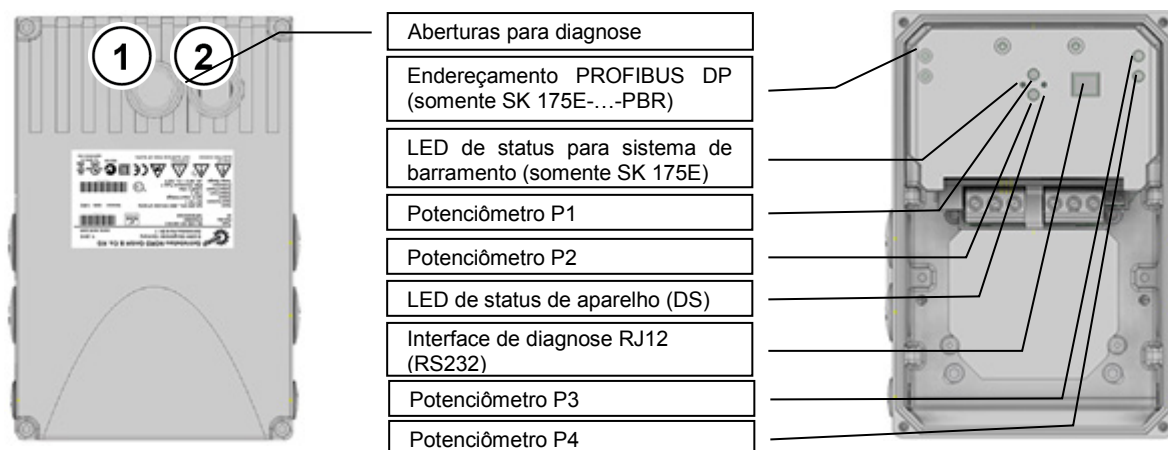 1
2
Aberturas para diagnose
Endereçamento PROFIBUS DP
(somente SK 175E-…-PBR)
LED de status para sistema de
barramento (somente SK 175E)
Potenciômetro P1
Potenciômetro P2
LED de status de aparelho (DS)
Interface de diagnose RJ12
(RS232)
Potenciômetro P3
Potenciômetro P4